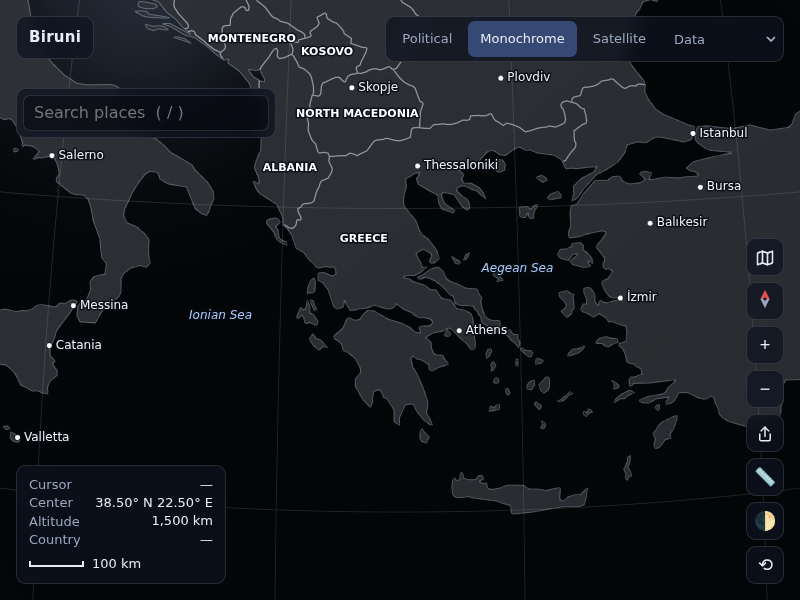 Biruni
Political
Monochrome
Satellite
Data
Search places ( / )
MONTENEGRO
KOSOVO
Skopje
Plovdiv
NORTH MACEDONIA
Istanbul
Salerno
ALBANIA
Thessaloniki
Bursa
Balıkesir
GREECE
Aegean Sea
İzmir
Messina
Ionian Sea
Athens
Catania
Valletta
+
−
Cursor —
Center 38.50° N 22.50° E
Altitude 1,500 km
Country —
100 km